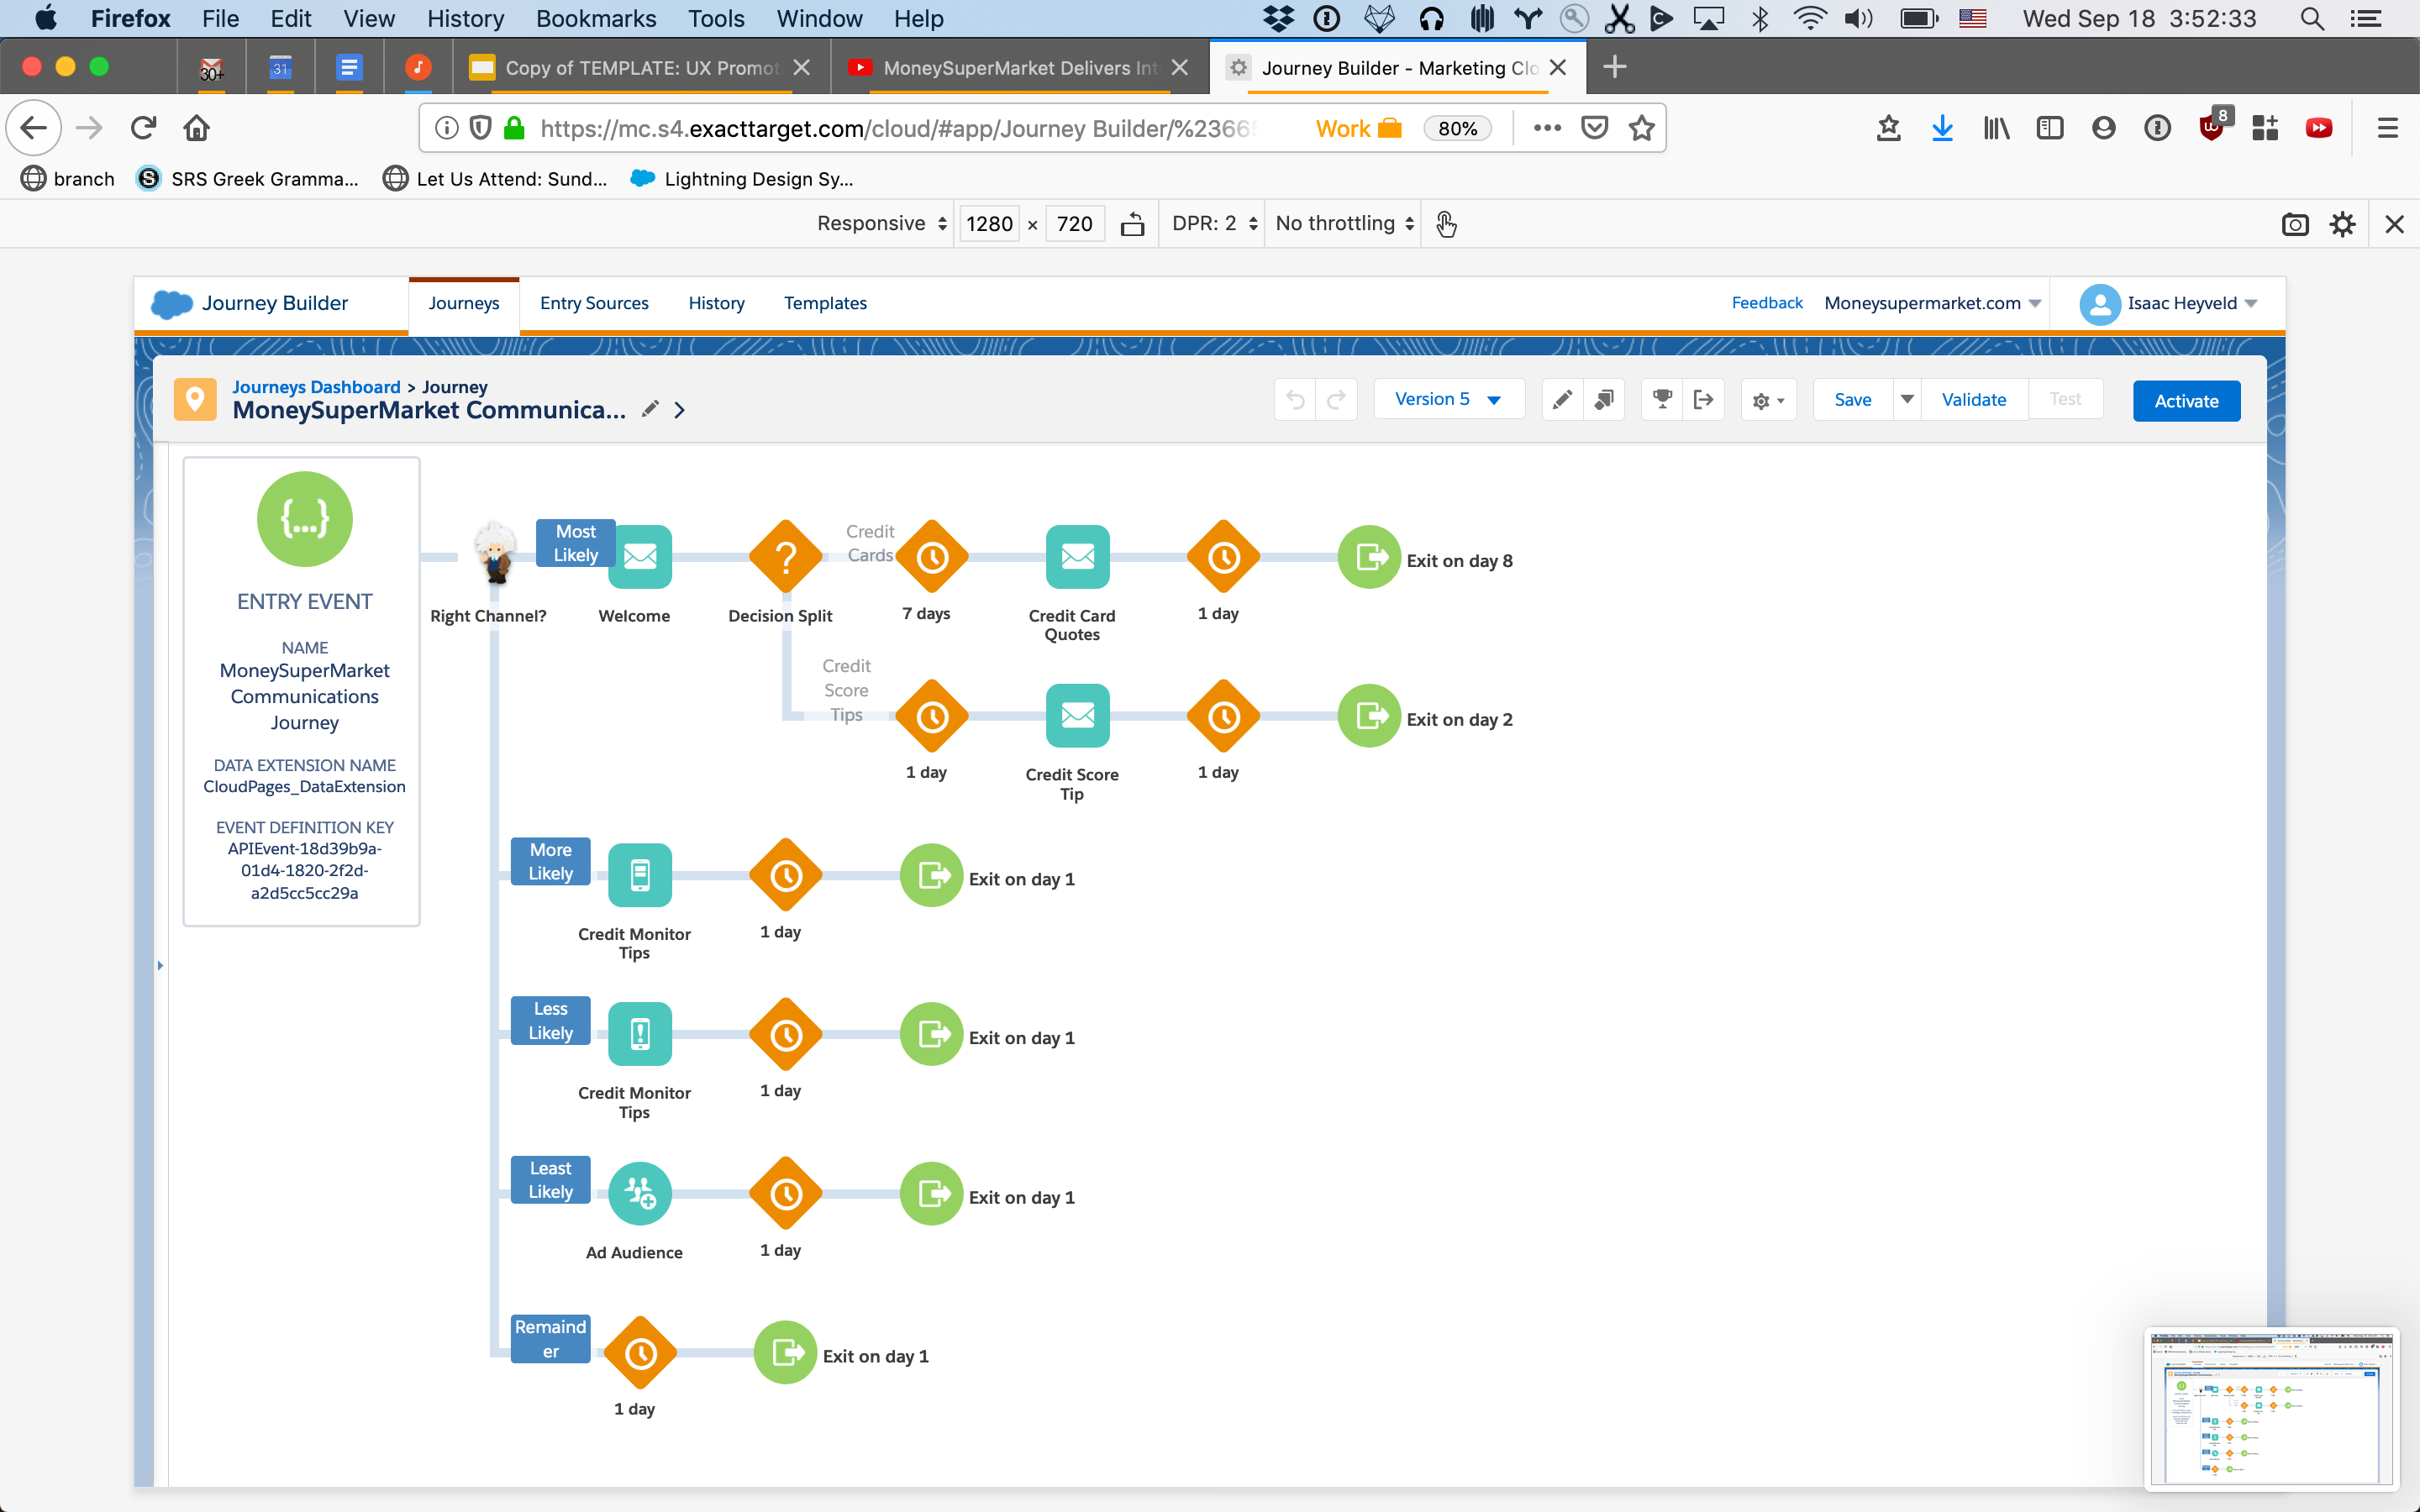 Firefox File Edit View History Bookmarks Tools Window Help Wed Sep 18 3:52:33
30+ 31 Copy of TEMPLATE: UX Promot MoneySuperMarket Delivers Int Journey Builder - Marketing Clo
https://mc.s4.exacttarget.com/cloud/#app/Journey Builder/%2366 Work 80% 8
branch SRS Greek Gramma... Let Us Attend: Sund... Lightning Design Sy...
Responsive 1280 × 720 DPR: 2 No throttling
Journey Builder Journeys Entry Sources History Templates Feedback Moneysupermarket.com Isaac Heyveld
Journeys Dashboard > Journey
MoneySuperMarket Communica...
Version 5 Save Validate Test Activate
{...}
ENTRY EVENT
NAME
MoneySuperMarket
Communications
Journey
DATA EXTENSION NAME
CloudPages_DataExtension
EVENT DEFINITION KEY
APIEvent-18d39b9a-
01d4-1820-2f2d-
a2d5cc5cc29a
Right Channel?
Most
Likely
Welcome
?
Decision Split
Credit
Cards
7 days
Credit Card
Quotes
1 day
Exit on day 8
Credit
Score
Tips
1 day
Credit Score
Tip
1 day
Exit on day 2
More
Likely
Credit Monitor
Tips
1 day
Exit on day 1
Less
Likely
Credit Monitor
Tips
1 day
Exit on day 1
Least
Likely
Ad Audience
1 day
Exit on day 1
Remaind
er
1 day
Exit on day 1